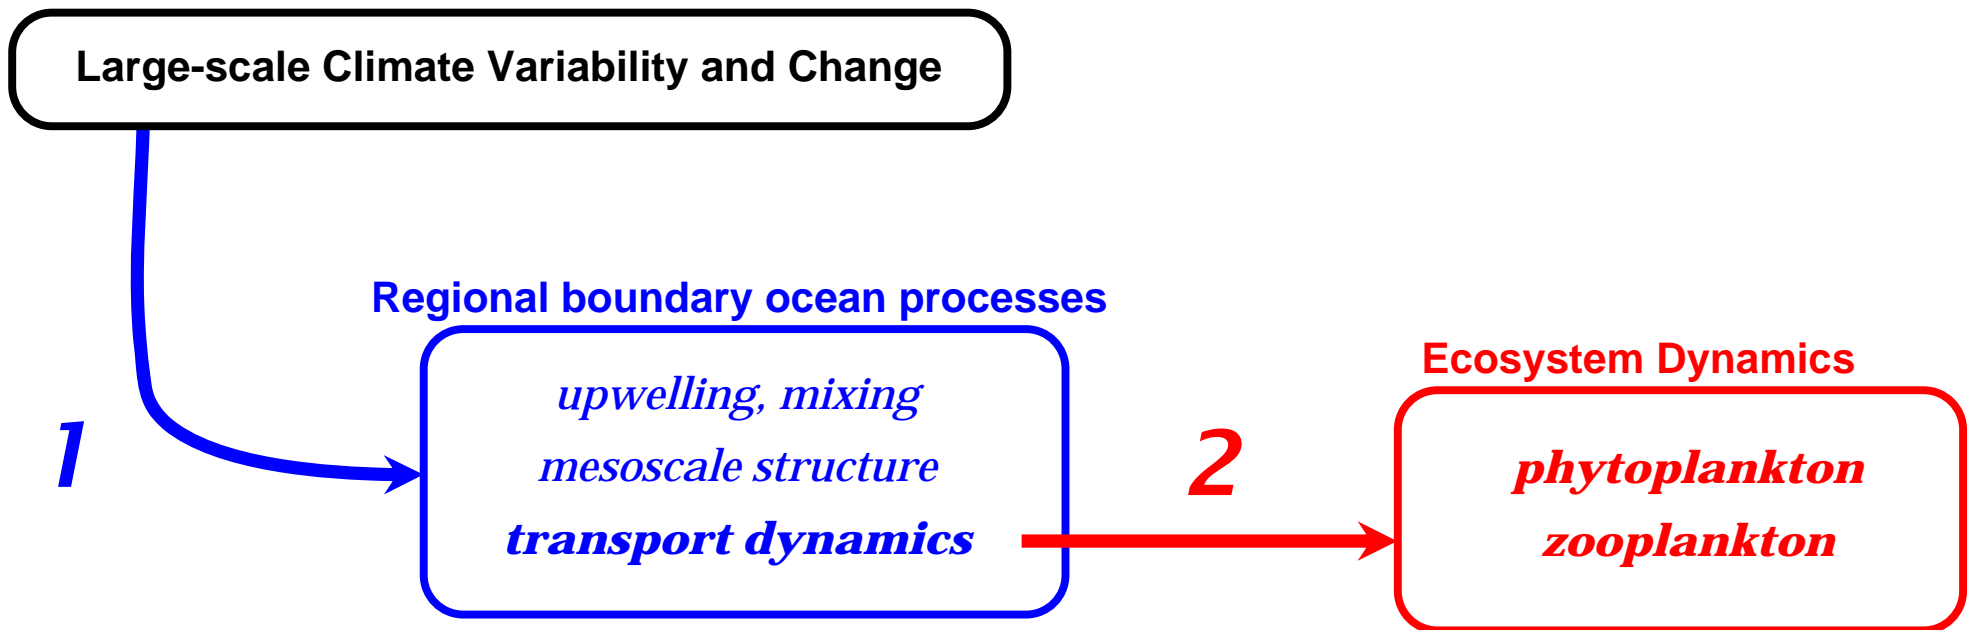 Large-scale Climate Variability and Change
Regional boundary ocean processes
upwelling, mixing
mesoscale structure
transport dynamics
1
2
Ecosystem Dynamics
phytoplankton
zooplankton